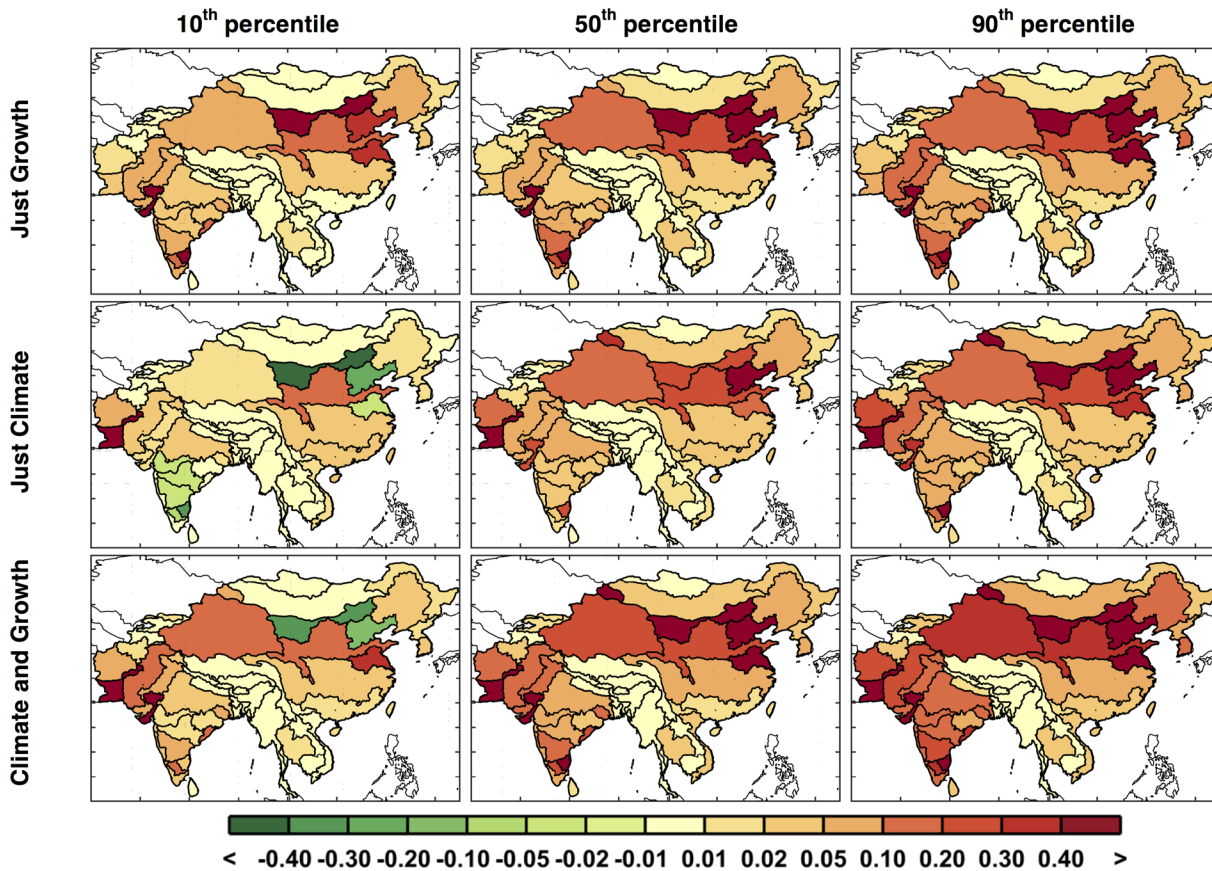 10th percentile 50th percentile 90th percentile
Just Growth
Just Climate
Climate and Growth
< -0.40 -0.30 -0.20 -0.10 -0.05 -0.02 -0.01 0.01 0.02 0.05 0.10 0.20 0.30 0.40 >